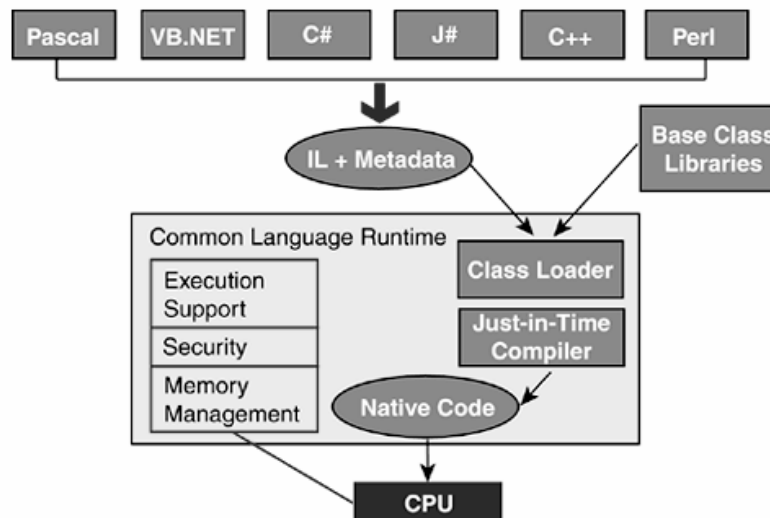 Pascal
VB.NET
C#
J#
C++
Perl
IL + Metadata
Base Class
Libraries
Common Language Runtime
Execution
Support
Security
Memory
Management
Class Loader
Just-in-Time
Compiler
Native Code
CPU